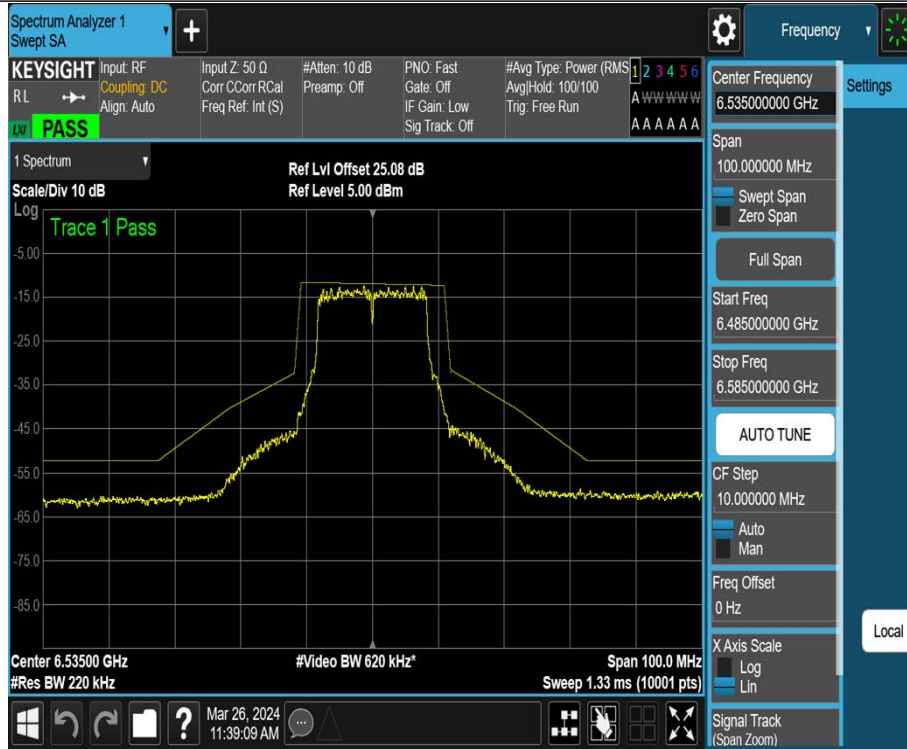 Spectrum Analyzer 1
Swept SA
+
Frequency
KEYSIGHT
R L
LXI
PASS
Input: RF
Coupling: DC
Align: Auto
Input Z: 50 Ω
Corr CCorr RCal
Freq Ref: Int (S)
#Atten: 10 dB
Preamp: Off
PNO: Fast
Gate: Off
IF Gain: Low
Sig Track: Off
#Avg Type: Power (RMS
Avg|Hold: 100/100
Trig: Free Run
1 2 3 4 5 6
A W W W W W
A A A A A A
Center Frequency
6.535000000 GHz
Settings
Span
100.000000 MHz
Swept Span
Zero Span
Full Span
Start Freq
6.485000000 GHz
Stop Freq
6.585000000 GHz
AUTO TUNE
CF Step
10.000000 MHz
Auto
Man
Freq Offset
0 Hz
X Axis Scale
Log
Lin
Signal Track
(Span Zoom)
Local
1 Spectrum
Scale/Div 10 dB
Ref Lvl Offset 25.08 dB
Ref Level 5.00 dBm
Log
Trace 1 Pass
-5.00
-15.0
-25.0
-35.0
-45.0
-55.0
-65.0
-75.0
-85.0
Center 6.53500 GHz
#Video BW 620 kHz*
Span 100.0 MHz
#Res BW 220 kHz
Sweep 1.33 ms (10001 pts)
?
Mar 26, 2024
11:39:09 AM